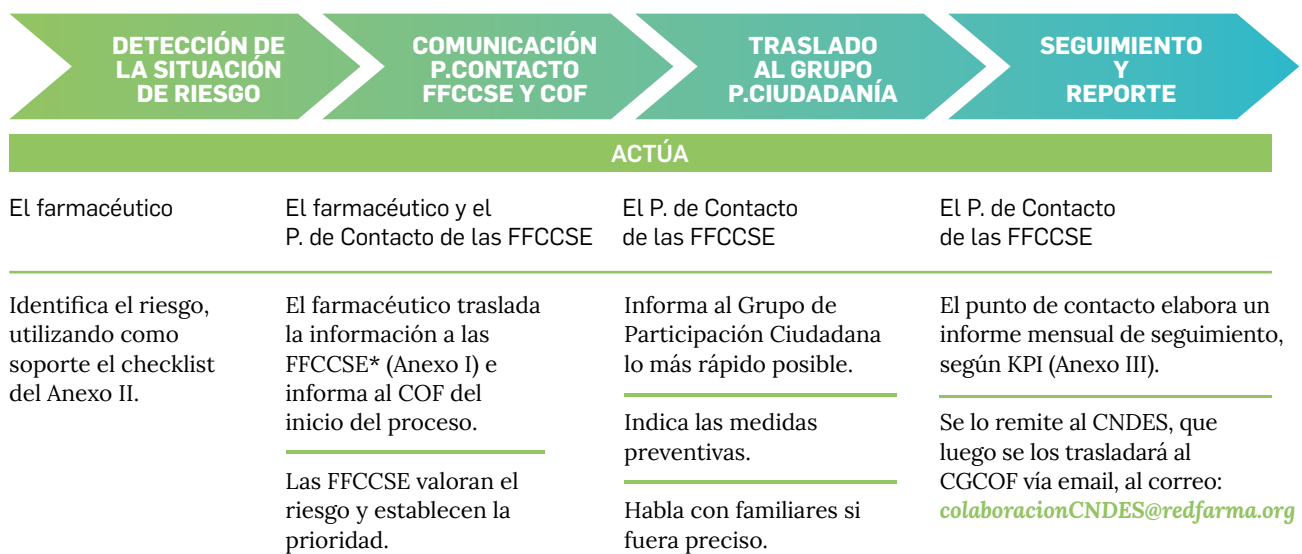 DETECCIÓN DE
LA SITUACIÓN
DE RIESGO
COMUNICACIÓN
P.CONTACTO
FFCCSE Y COF
TRASLADO
AL GRUPO
P.CIUDADANÍA
SEGUIMIENTO
Y
REPORTE
ACTÚA
El farmacéutico
El farmacéutico y el
P. de Contacto de las FFCCSE
El P. de Contacto
de las FFCCSE
El P. de Contacto
de las FFCCSE
Identifica el riesgo,
utilizando como
soporte el checklist
del Anexo II.
El farmacéutico traslada
la información a las
FFCCSE* (Anexo I) e
informa al COF del
inicio del proceso.
Las FFCCSE valoran el
riesgo y establecen la
prioridad.
Informa al Grupo de
Participación Ciudadana
lo más rápido posible.
Indica las medidas
preventivas.
Habla con familiares si
fuera preciso.
El punto de contacto elabora un
informe mensual de seguimiento,
según KPI (Anexo III).
Se lo remite al CNDES, que
luego se los trasladará al
CGCOF vía email, al correo:
colaboracionCNDES@redfarma.org